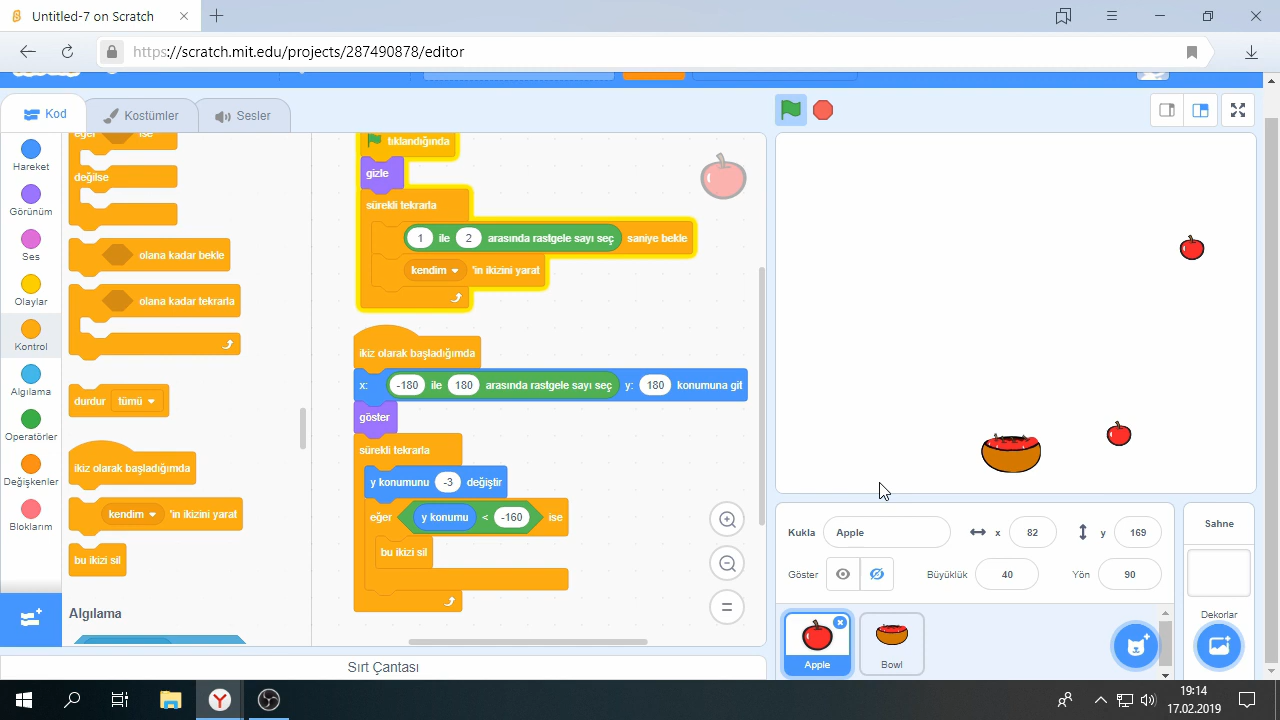 Untitled-7 on Scratch
https://scratch.mit.edu/projects/287490878/editor
Kod
Kostümler
Sesler
Hareket
Görünüm
Ses
Olaylar
Kontrol
Algılama
Operatörler
Değişkenler
Bloklarım
eğer ise
değilse
olana kadar bekle
olana kadar tekrarla
durdur tümü
ikiz olarak başladığımda
kendim 'in ikizini yarat
bu ikizi sil
Algılama
tıklandığında
gizle
sürekli tekrarla
1 ile 2 arasında rastgele sayı seç saniye bekle
kendim 'in ikizini yarat
ikiz olarak başladığımda
x: -180 ile 180 arasında rastgele sayı seç y: 180 konumuna git
göster
sürekli tekrarla
y konumunu -3 değiştir
eğer y konumu < -160 ise
bu ikizi sil
Sırt Çantası
Kukla Apple x 82 y 169
Göster Büyüklük 40 Yön 90
Apple
Bowl
Sahne
Dekorlar
19:14
17.02.2019